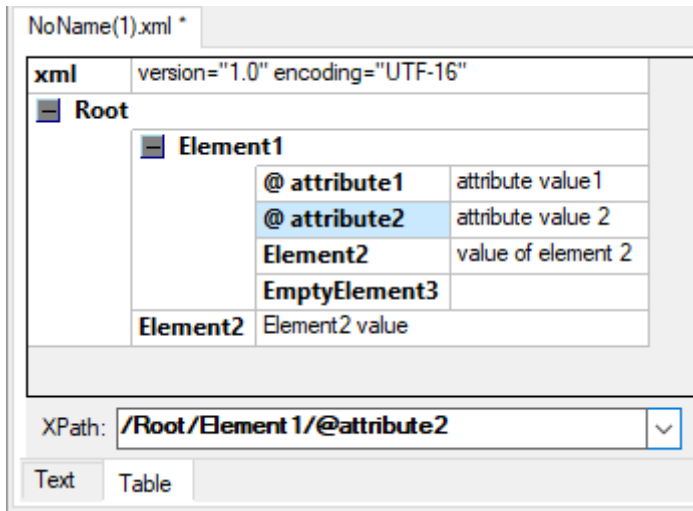 NoName(1).xml *
xml version="1.0" encoding="UTF-16"
Root
Element1
@ attribute1 attribute value1
@ attribute2 attribute value 2
Element2 value of element 2
EmptyElement3
Element2 Element2 value
XPath: /Root/Element1/@attribute2
Text Table